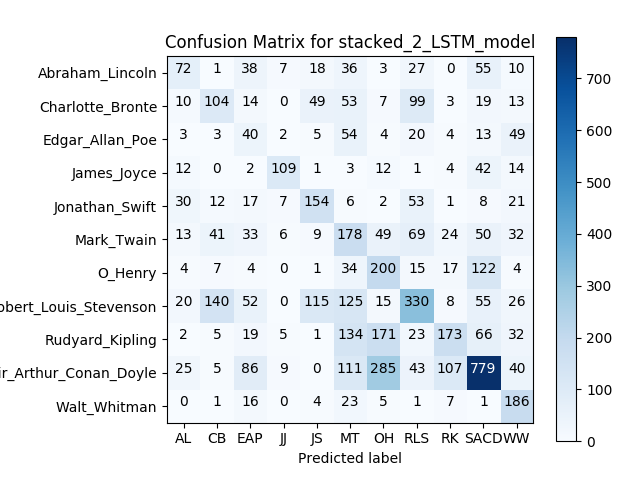 Confusion Matrix for stacked_2_LSTM_model
Abraham_Lincoln 72 1 38 7 18 36 3 27 0 55 10
Charlotte_Bronte 10 104 14 0 49 53 7 99 3 19 13
Edgar_Allan_Poe 3 3 40 2 5 54 4 20 4 13 49
James_Joyce 12 0 2 109 1 3 12 1 4 42 14
Jonathan_Swift 30 12 17 7 154 6 2 53 1 8 21
Mark_Twain 13 41 33 6 9 178 49 69 24 50 32
O_Henry 4 7 4 0 1 34 200 15 17 122 4
obert_Louis_Stevenson 20 140 52 0 115 125 15 330 8 55 26
Rudyard_Kipling 2 5 19 5 1 134 171 23 173 66 32
ir_Arthur_Conan_Doyle 25 5 86 9 0 111 285 43 107 779 40
Walt_Whitman 0 1 16 0 4 23 5 1 7 1 186
AL CB EAP JJ JS MT OH RLS RK SACD WW
Predicted label
700
600
500
400
300
200
100
0